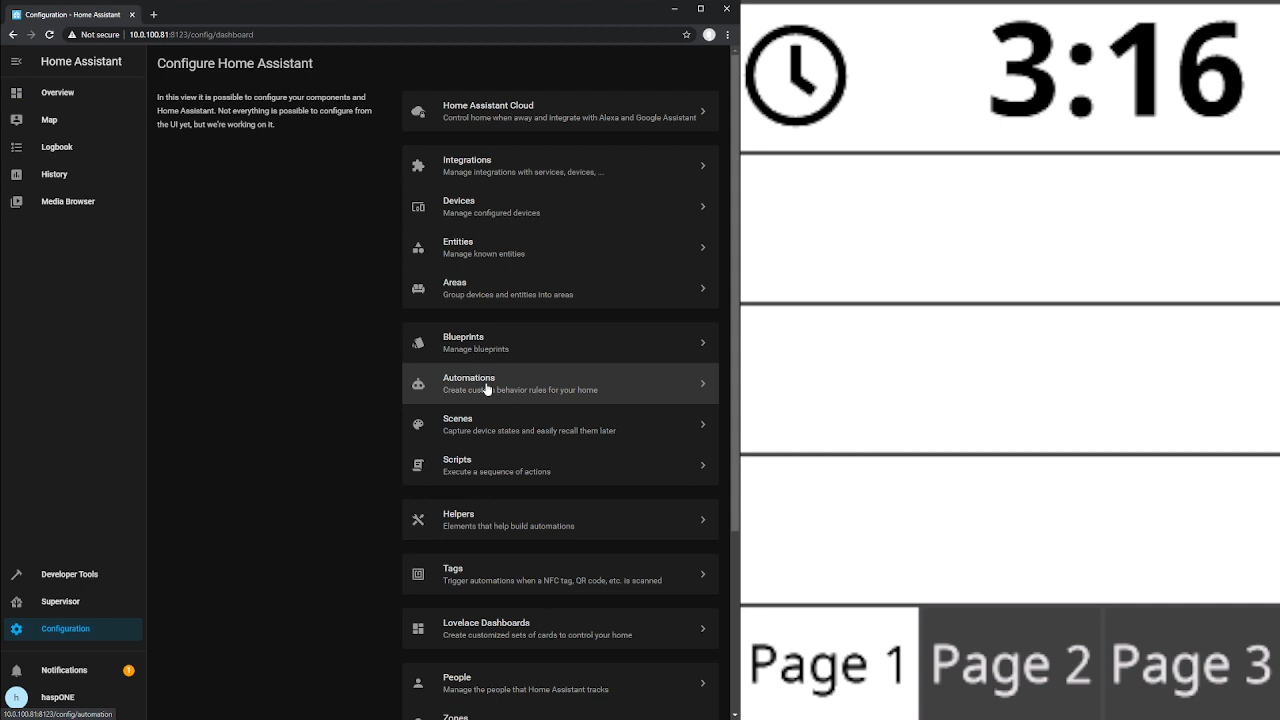 Configuration - Home Assistant
Not secure | 10.0.100.81:8123/config/dashboard
Home Assistant
Overview
Map
Logbook
History
Media Browser
Developer Tools
Supervisor
Configuration
Notifications
1
h
haspONE
10.0.100.81:8123/config/automation
Configure Home Assistant
In this view it is possible to configure your components and
Home Assistant. Not everything is possible to configure from
the UI yet, but we're working on it.
Home Assistant Cloud
Control home when away and integrate with Alexa and Google Assistant
Integrations
Manage integrations with services, devices, ...
Devices
Manage configured devices
Entities
Manage known entities
Areas
Group devices and entities into areas
Blueprints
Manage blueprints
Automations
Create custom behavior rules for your home
Scenes
Capture device states and easily recall them later
Scripts
Execute a sequence of actions
Helpers
Elements that help build automations
Tags
Trigger automations when a NFC tag, QR code, etc. is scanned
Lovelace Dashboards
Create customized sets of cards to control your home
People
Manage the people that Home Assistant tracks
Zones
3:16
Page 1
Page 2
Page 3